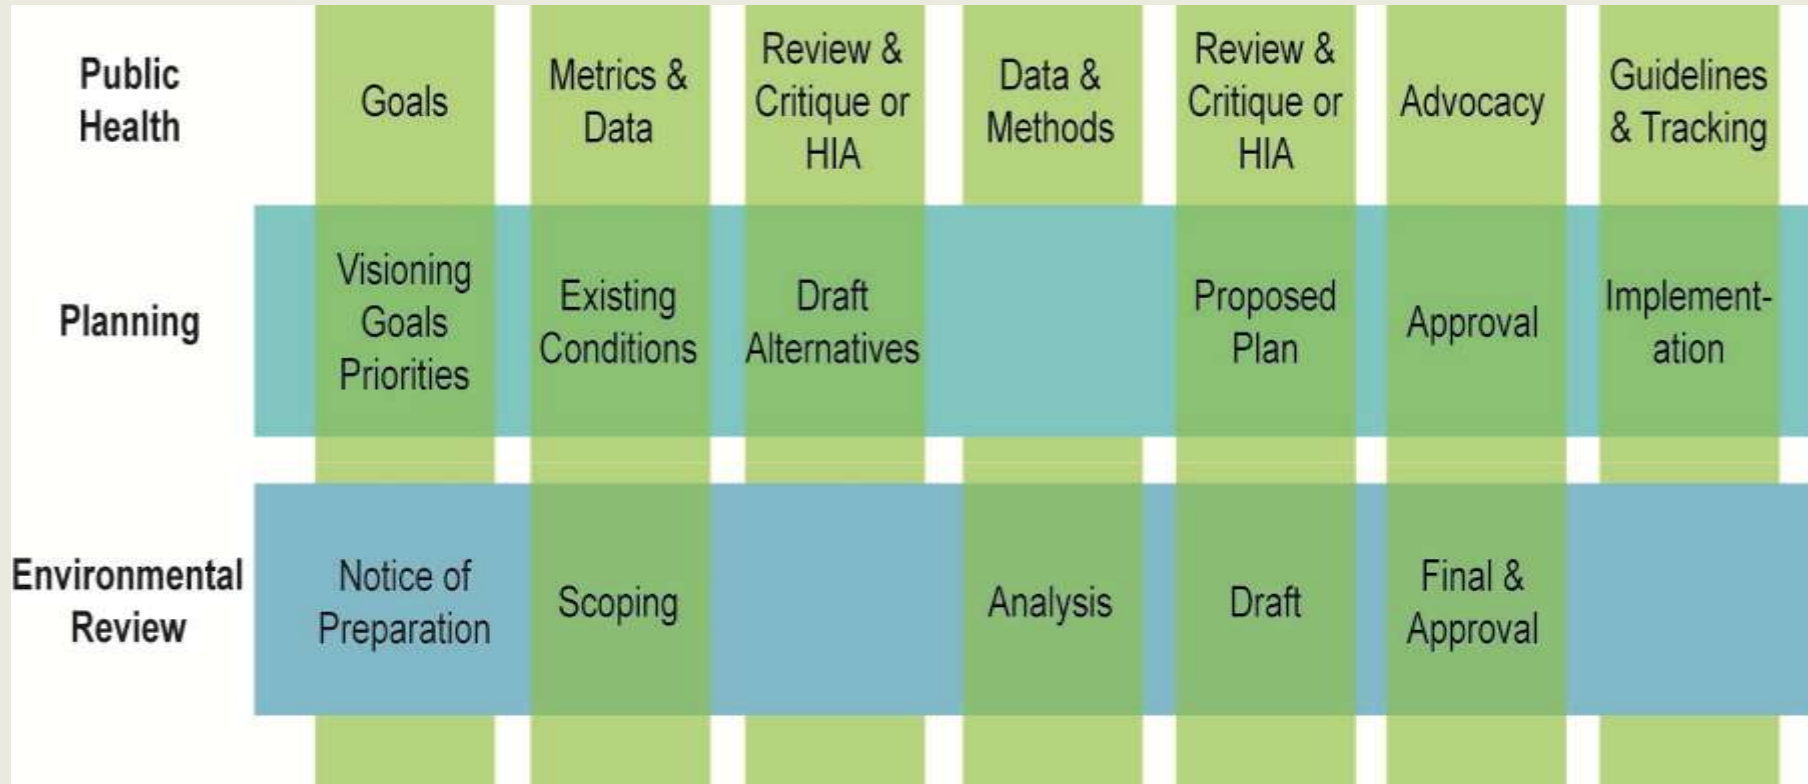 Public
Health
Goals
Metrics &
Data
Review &
Critique or
HIA
Data &
Methods
Review &
Critique or
HIA
Advocacy
Guidelines
& Tracking
Planning
Visioning
Goals
Priorities
Existing
Conditions
Draft
Alternatives
Proposed
Plan
Approval
Implement-
ation
Environmental
Review
Notice of
Preparation
Scoping
Analysis
Draft
Final &
Approval